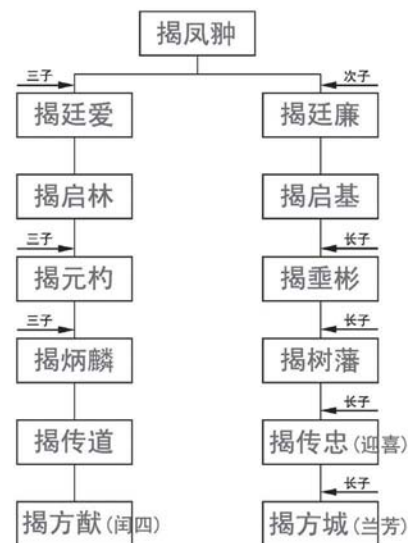 揭凤翀
三子 次子
揭廷爱 揭廷廉
揭启林 揭启基
三子 长子
揭元杓 揭垂彬
三子 长子
揭炳麟 揭树藩
长子
揭传道 揭传忠(迎喜)
长子
揭方猷(闰四) 揭方城(兰芳)